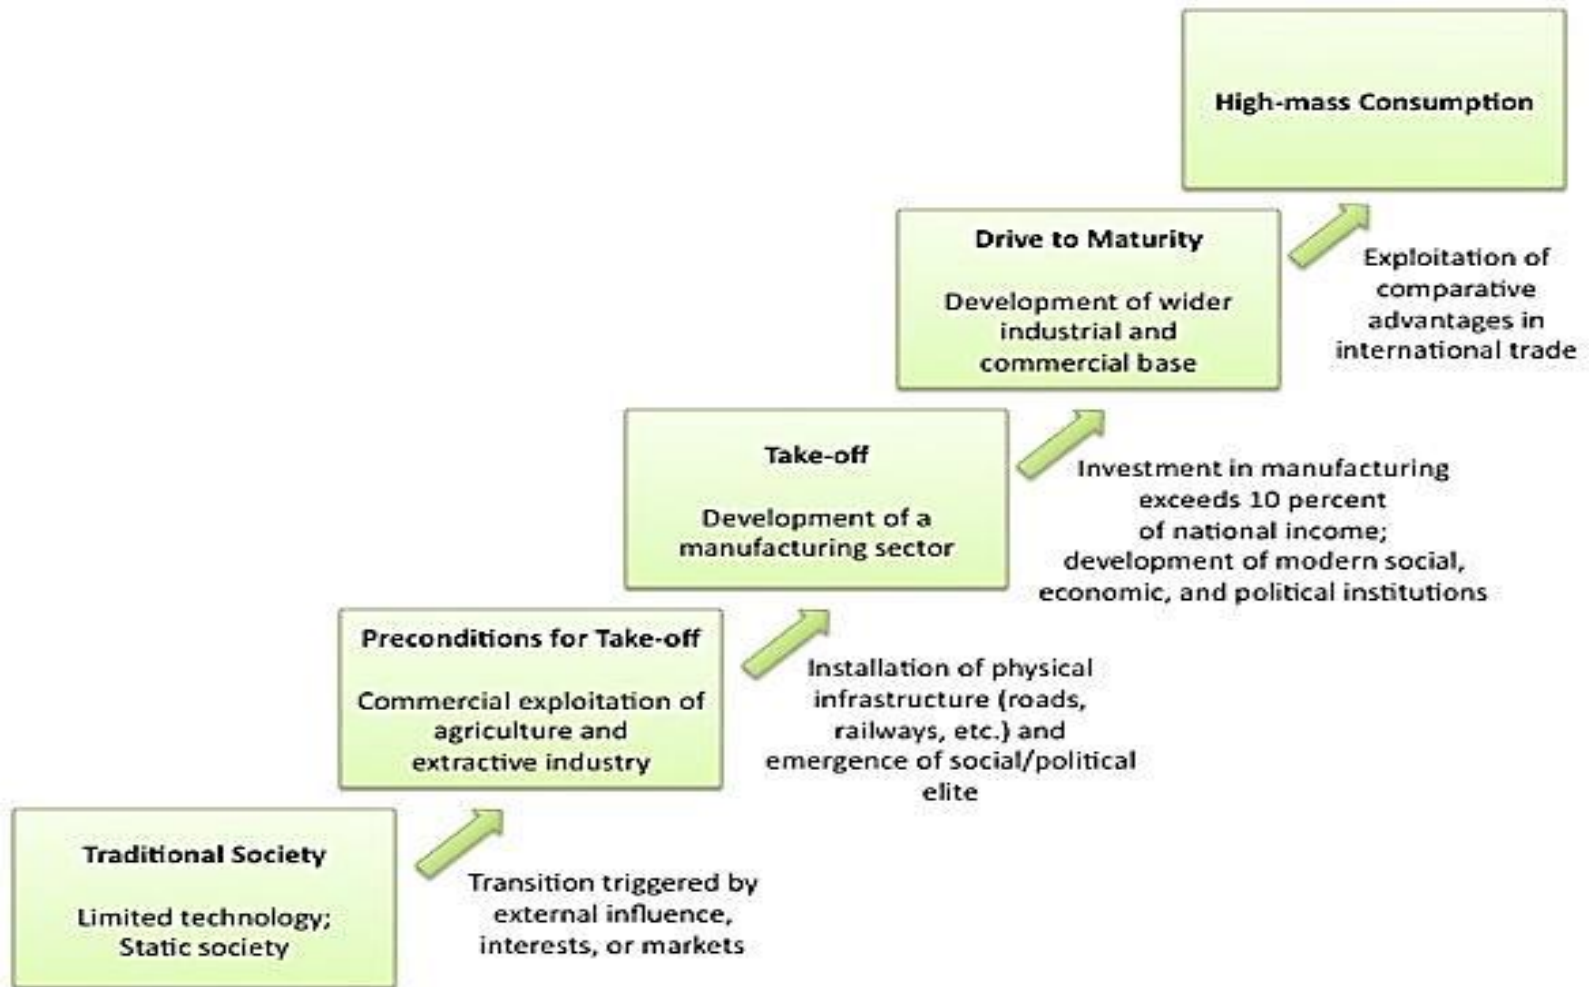 High-mass Consumption
Drive to Maturity
Development of wider
industrial and
commercial base
Exploitation of
comparative
advantages in
international trade
Take-off
Development of a
manufacturing sector
Investment in manufacturing
exceeds 10 percent
of national income;
development of modern social,
economic, and political institutions
Preconditions for Take-off
Commercial exploitation of
agriculture and
extractive industry
Installation of physical
infrastructure (roads,
railways, etc.) and
emergence of social/political
elite
Traditional Society
Limited technology;
Static society
Transition triggered by
external influence,
interests, or markets